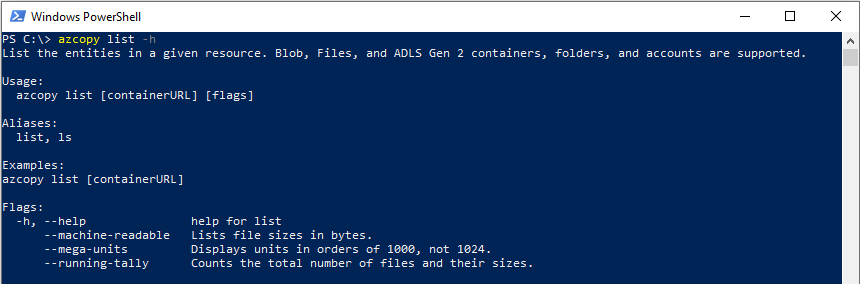 Windows PowerShell
PS C:\> azcopy list -h
List the entities in a given resource. Blob, Files, and ADLS Gen 2 containers, folders, and accounts are supported.
Usage:
  azcopy list [containerURL] [flags]
Aliases:
  list, ls
Examples:
azcopy list [containerURL]
Flags:
  -h, --help               help for list
      --machine-readable   Lists file sizes in bytes.
      --mega-units         Displays units in orders of 1000, not 1024.
      --running-tally      Counts the total number of files and their sizes.